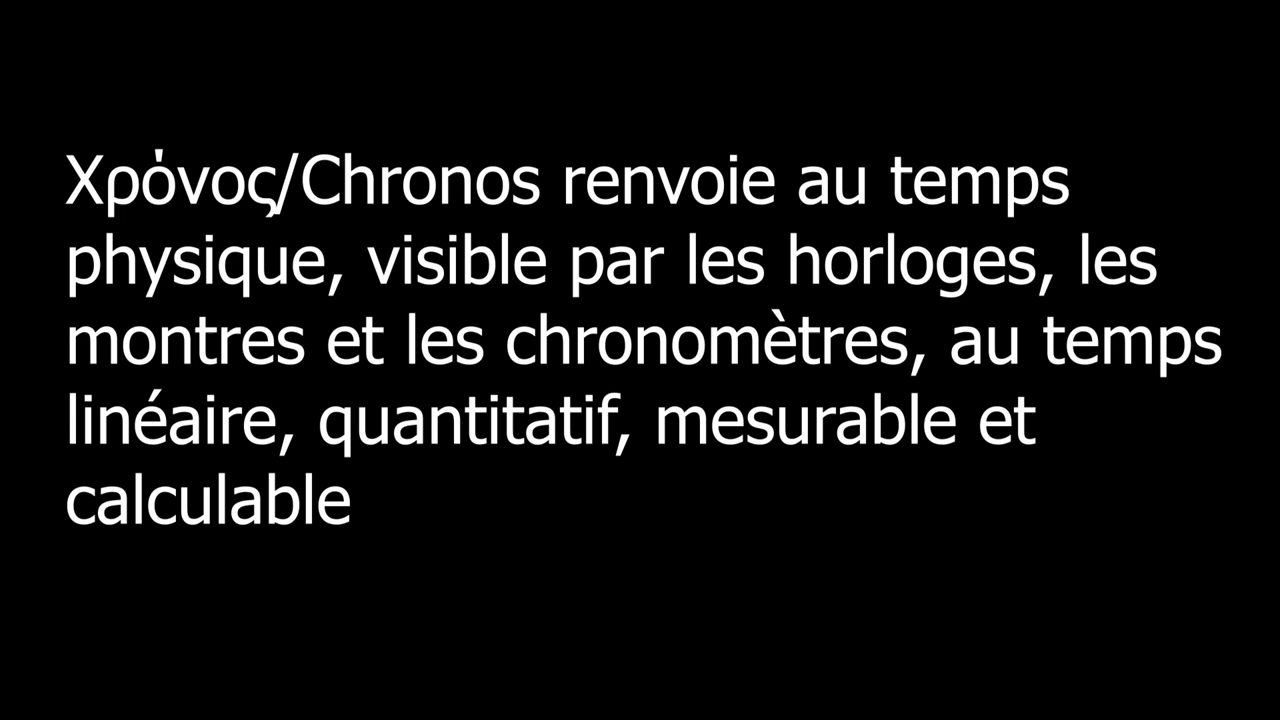 Χρόνος/Chronos renvoie au temps
physique, visible par les horloges, les
montres et les chronomètres, au temps
linéaire, quantitatif, mesurable et
calculable